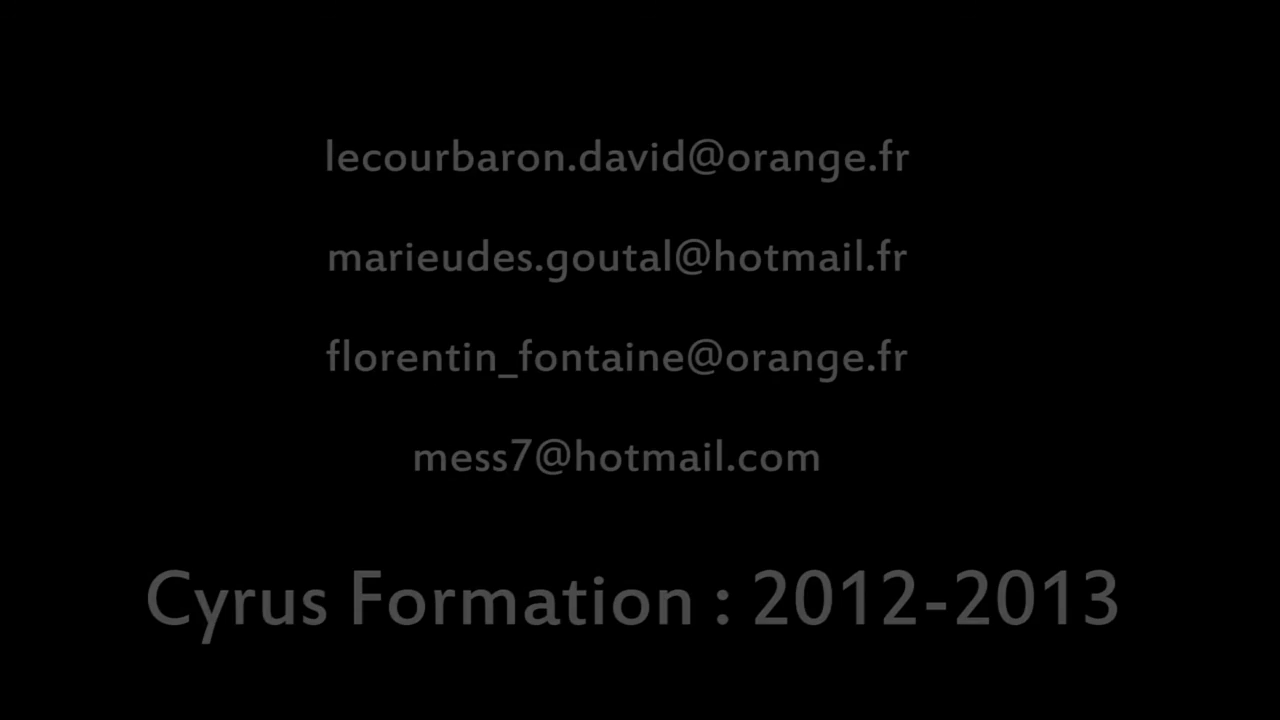 lecourbaron.david@orange.fr
marieudes.goutal@hotmail.fr
florentin_fontaine@orange.fr
mess7@hotmail.com
Cyrus Formation : 2012-2013